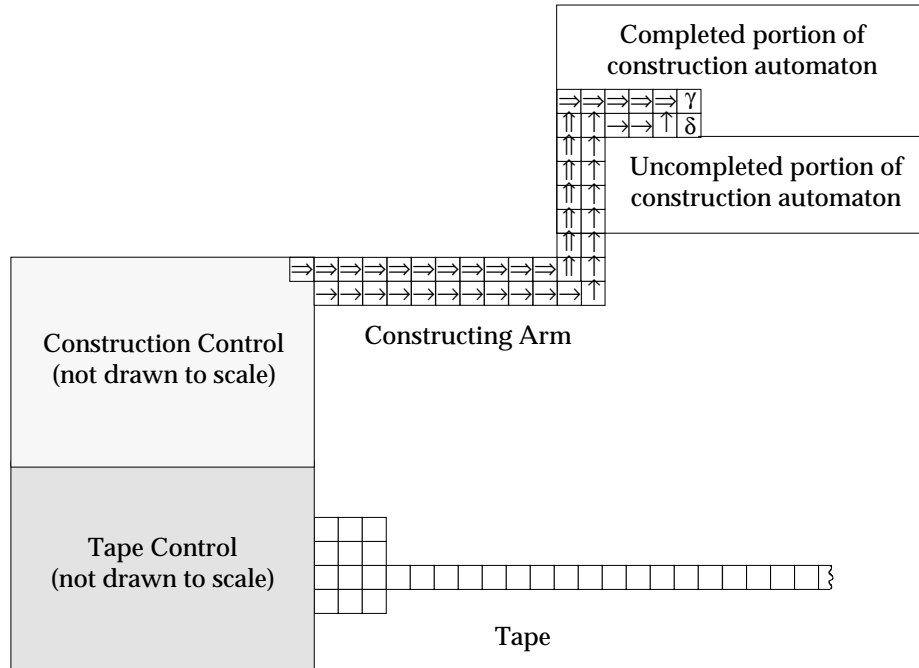 Completed portion of
construction automaton
⇒ ⇒ ⇒ ⇒ ⇒ γ
⇑ ↑ → → ↑ δ
⇑ ↑
⇑ ↑
⇑ ↑
⇑ ↑
⇑ ↑
Uncompleted portion of
construction automaton
⇒ ⇒ ⇒ ⇒ ⇒ ⇒ ⇒ ⇒ ⇒ ⇒ ⇒ ⇑ ↑
→ → → → → → → → → → → ↑
Constructing Arm
Construction Control
(not drawn to scale)
Tape Control
(not drawn to scale)
Tape